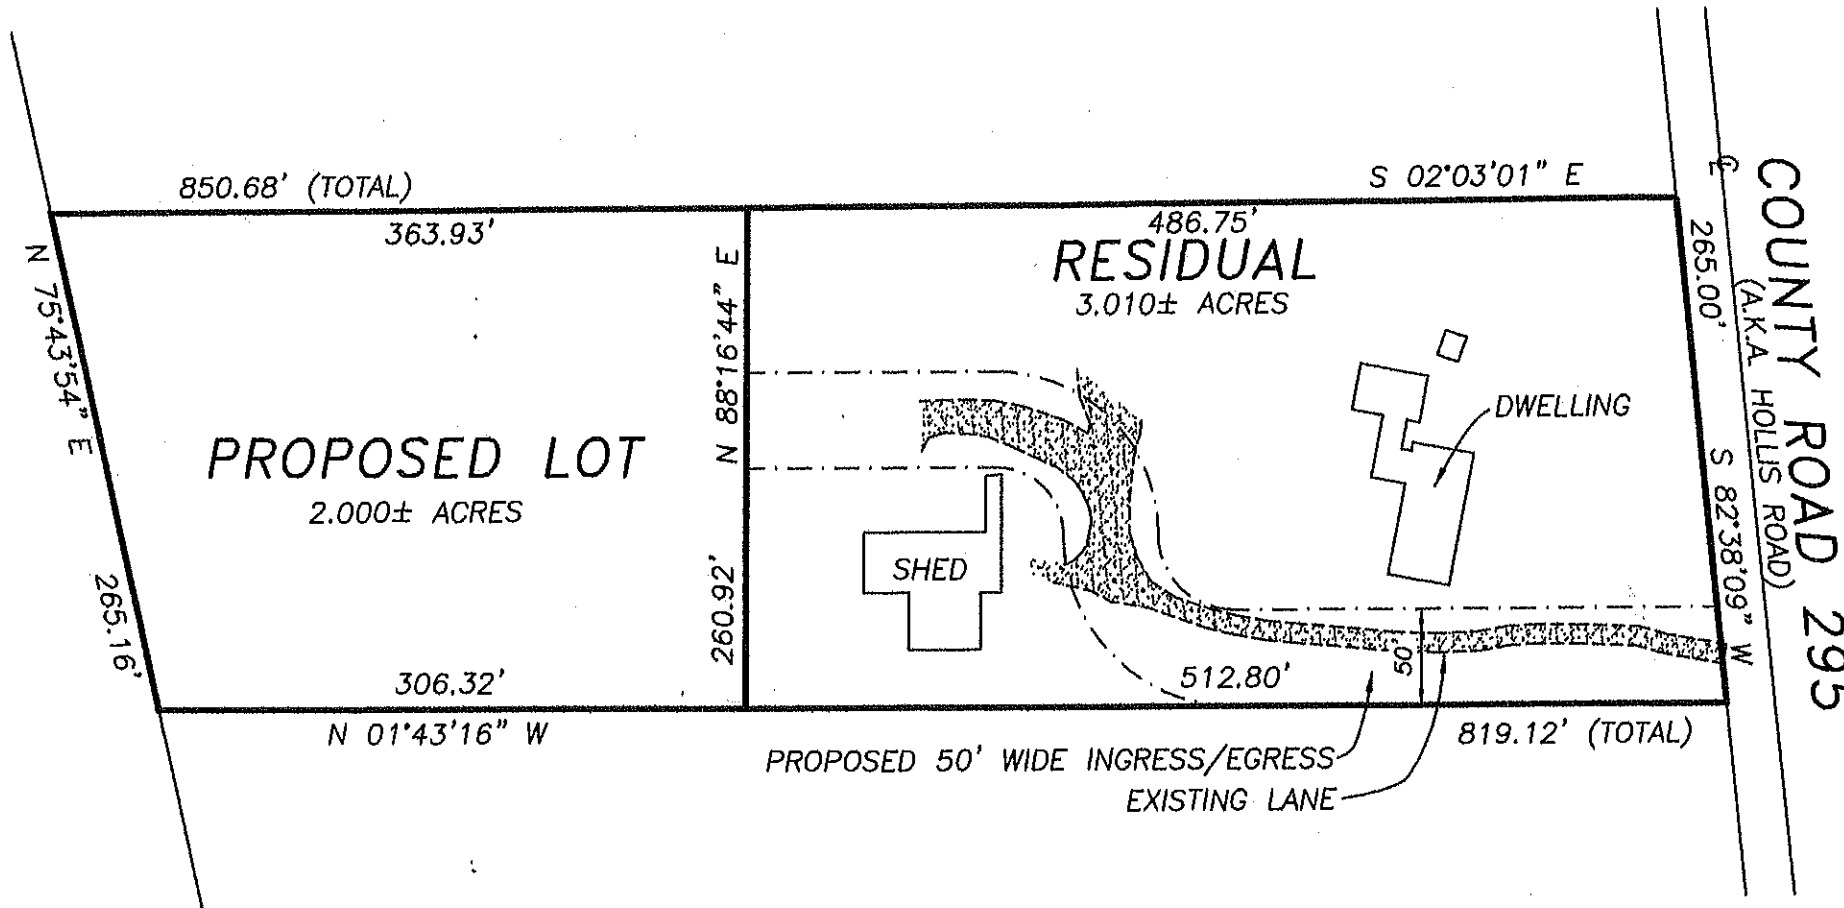 850.68' (TOTAL)
S 02°03'01" E
363.93'
486.75'
RESIDUAL
3.010± ACRES
N 75°43'54" E
265.16'
PROPOSED LOT
2.000± ACRES
N 88°16'44" E
260.92'
SHED
DWELLING
℄
265.00'
S 82°38'09" W
COUNTY ROAD 295
(A.K.A. HOLLIS ROAD)
306.32'
N 01°43'16" W
512.80'
50'
819.12' (TOTAL)
PROPOSED 50' WIDE INGRESS/EGRESS
EXISTING LANE